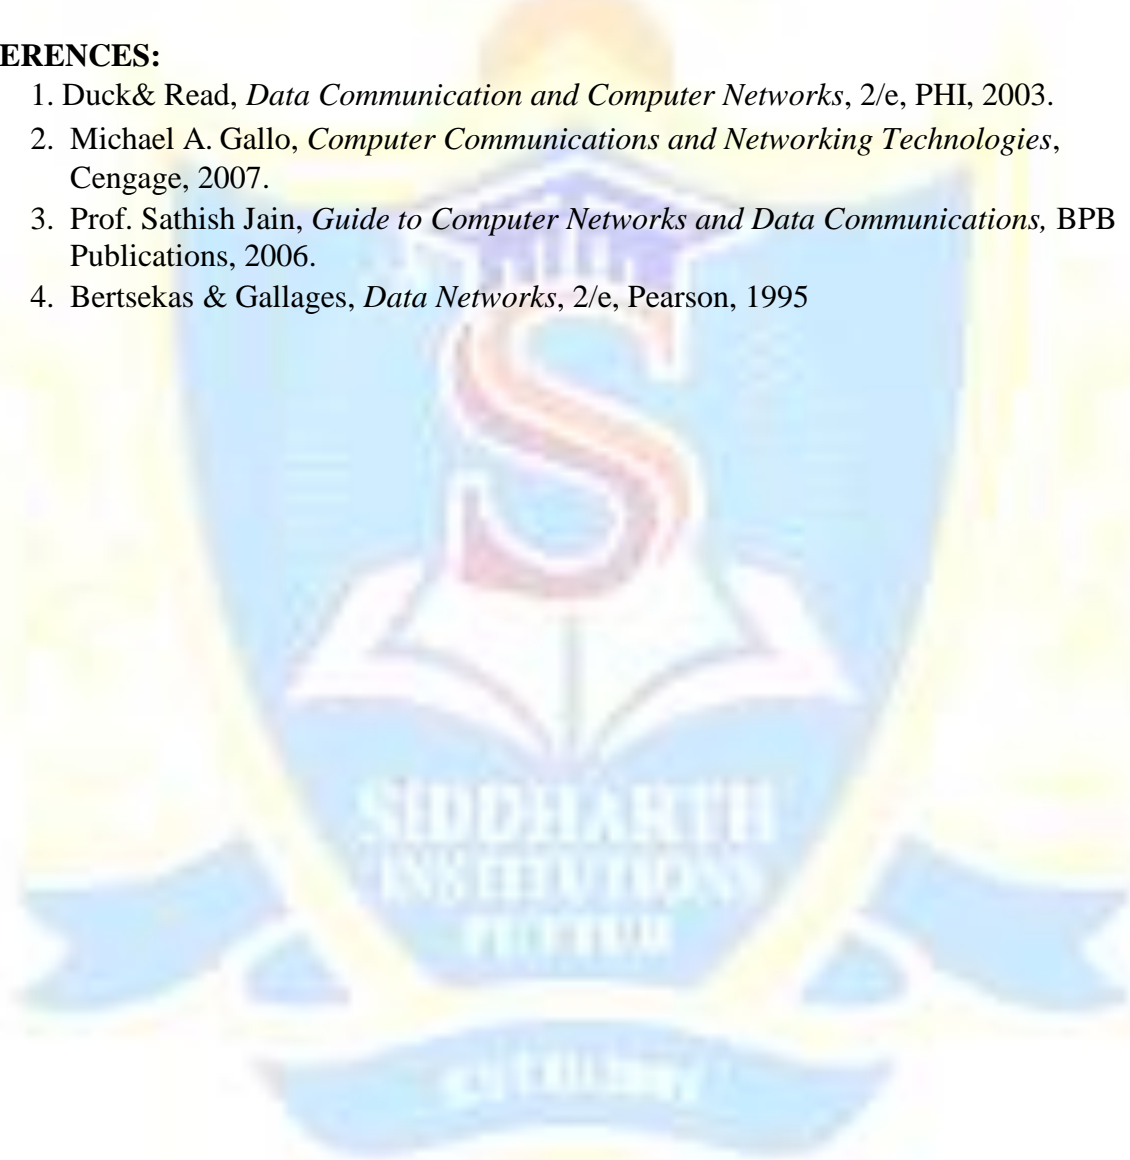 ERENCES:
1. Duck& Read, Data Communication and Computer Networks, 2/e, PHI, 2003.
2. Michael A. Gallo, Computer Communications and Networking Technologies,
Cengage, 2007.
3. Prof. Sathish Jain, Guide to Computer Networks and Data Communications, BPB
Publications, 2006.
4. Bertsekas & Gallages, Data Networks, 2/e, Pearson, 1995
S
SIDDHARTH
INSTITUTIONS
PUTTUR